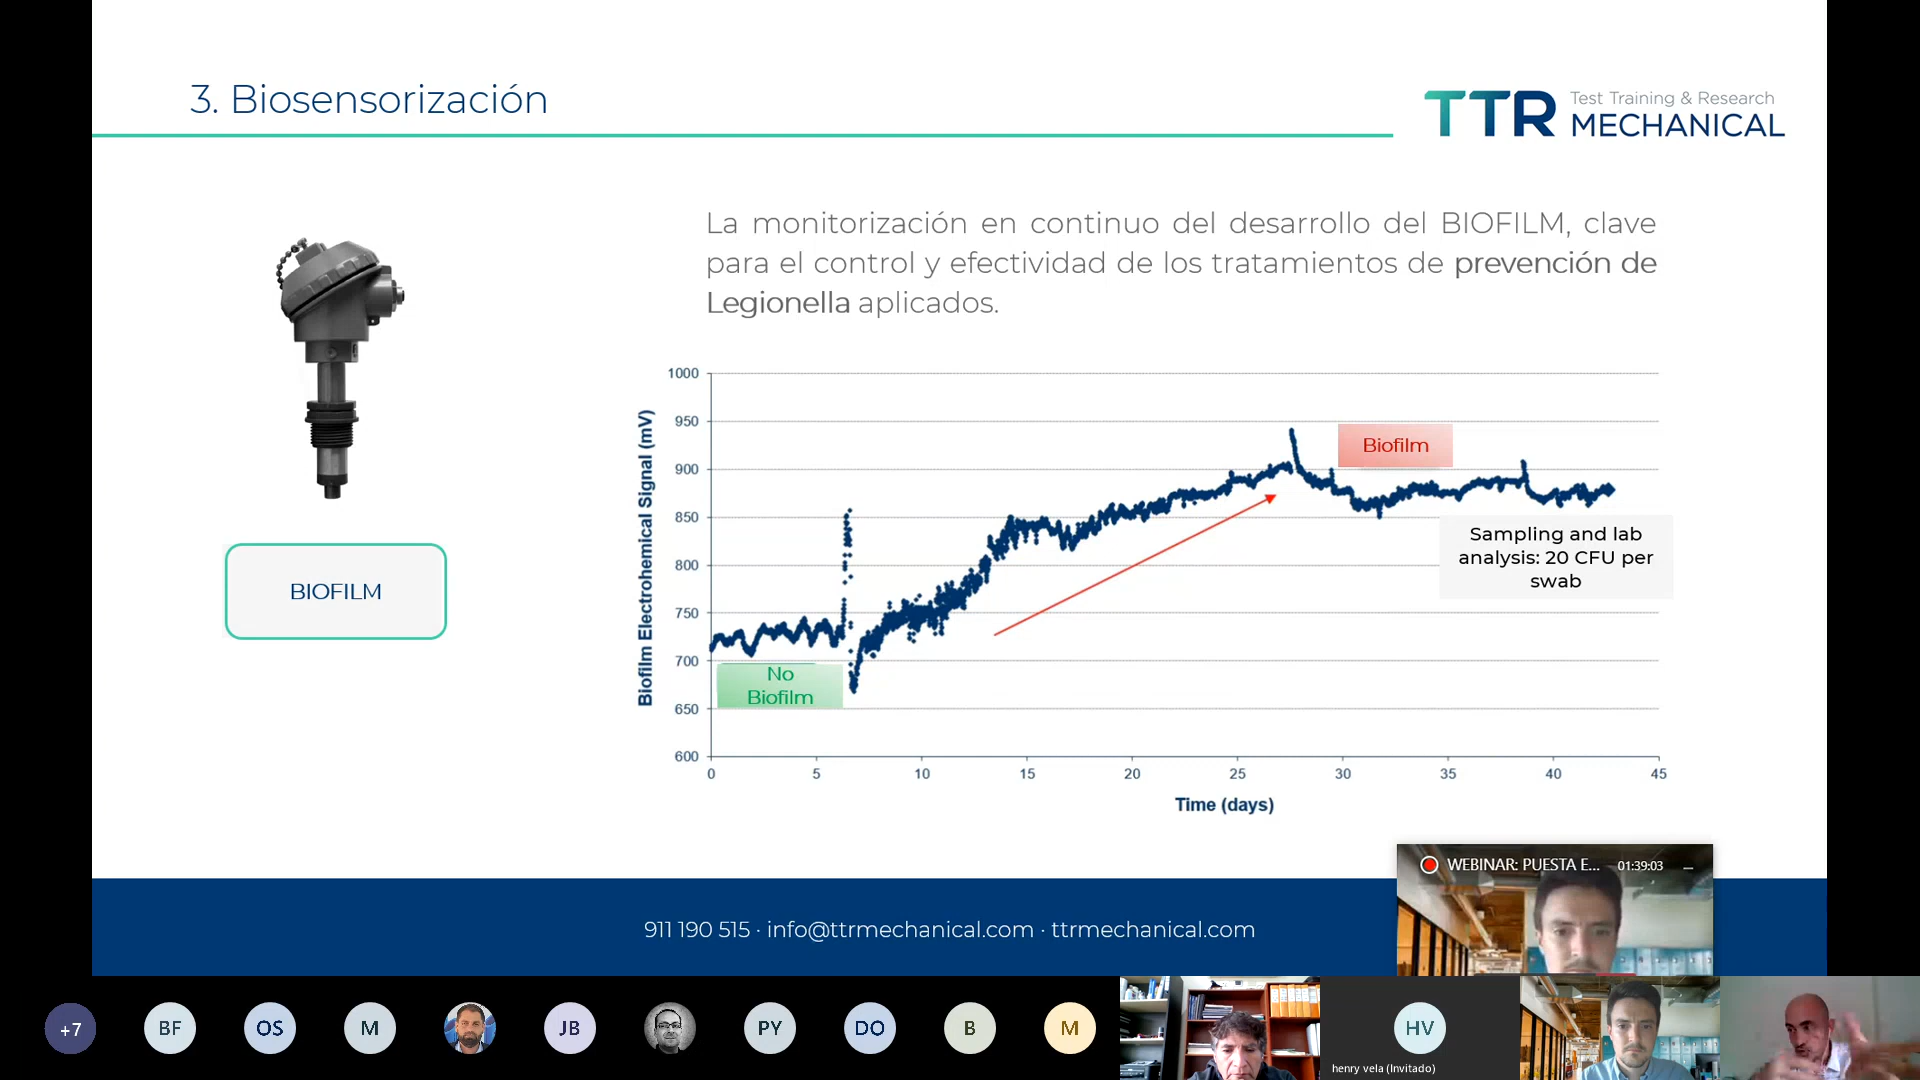 3. Biosensorización
TTR Test Training & Research
MECHANICAL
La monitorización en continuo del desarrollo del BIOFILM, clave
para el control y efectividad de los tratamientos de prevención de
Legionella aplicados.
BIOFILM
Biofilm Electrohemical Signal (mV)
1000
950
900
850
800
750
700
650
600
0 5 10 15 20 25 30 35 40 45
Time (days)
No
Biofilm
Biofilm
Sampling and lab
analysis: 20 CFU per
swab
911 190 515 · info@ttrmechanical.com · ttrmechanical.com
WEBINAR: PUESTA E... 01:39:03
+7 BF OS M JB PY DO B M HV
henry vela (Invitado)